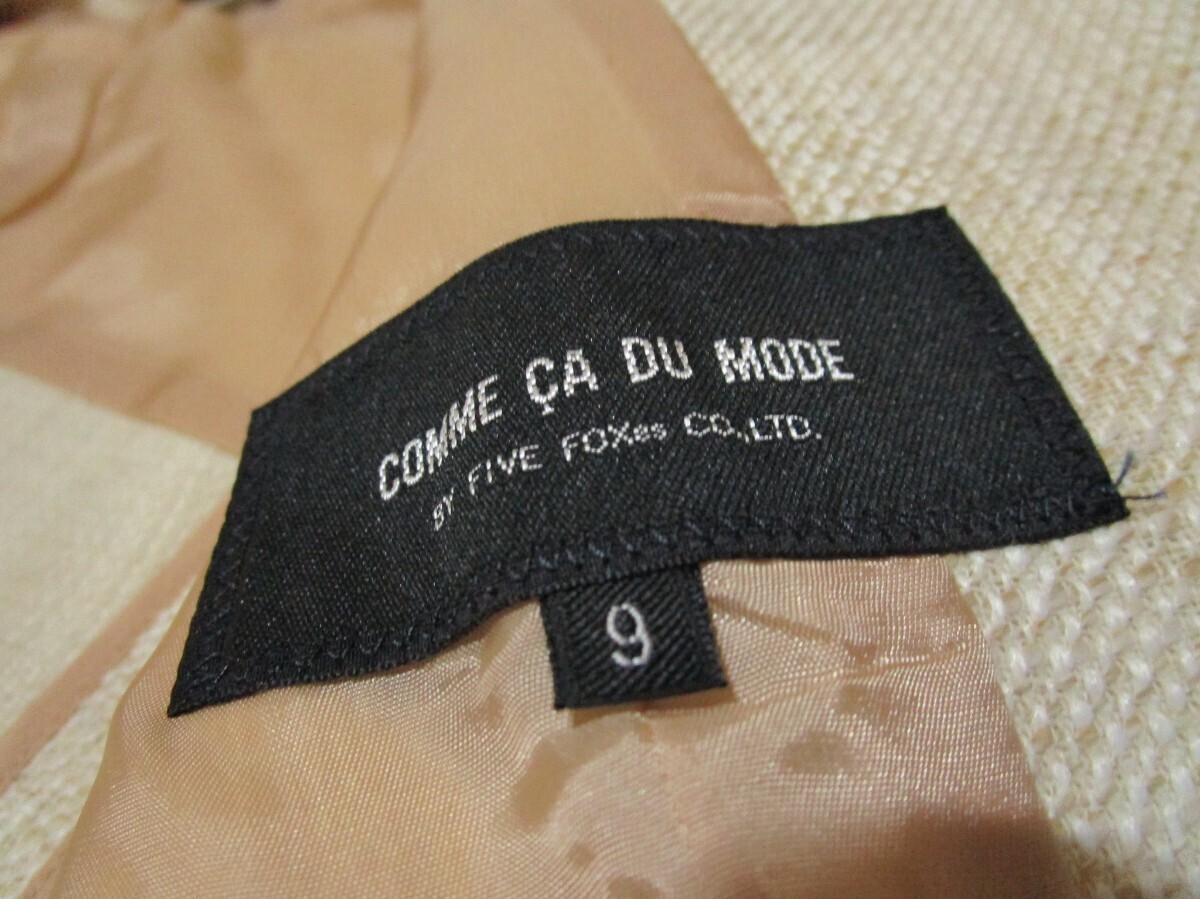 COMME ÇA DU MODE
BY FIVE FOXes CO.,LTD.
9